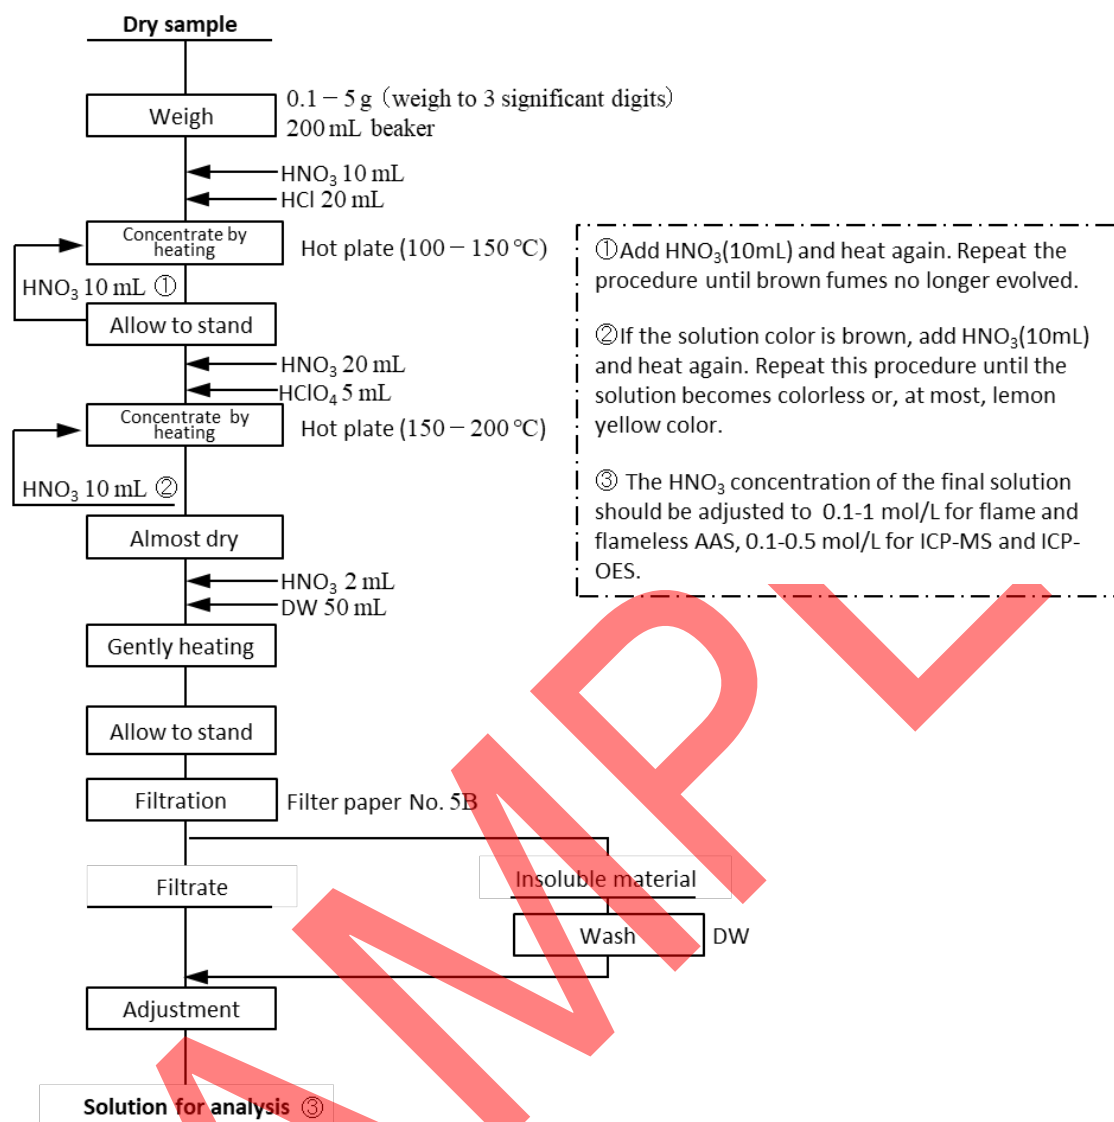 Dry sample
Weigh
0.1 － 5 g（weigh to 3 significant digits）
200 mL beaker
HNO₃ 10 mL
HCl 20 mL
Concentrate by
heating
Hot plate (100 － 150 ℃)
HNO₃ 10 mL ①
Allow to stand
HNO₃ 20 mL
HClO₄ 5 mL
Concentrate by
heating
Hot plate (150 － 200 ℃)
HNO₃ 10 mL ②
Almost dry
HNO₃ 2 mL
DW 50 mL
Gently heating
Allow to stand
Filtration
Filter paper No. 5B
Filtrate
Insoluble material
Wash
DW
Adjustment
Solution for analysis ③
①Add HNO₃(10mL) and heat again. Repeat the
procedure until brown fumes no longer evolved.
②If the solution color is brown, add HNO₃(10mL)
and heat again. Repeat this procedure until the
solution becomes colorless or, at most, lemon
yellow color.
③ The HNO₃ concentration of the final solution
should be adjusted to 0.1-1 mol/L for flame and
flameless AAS, 0.1-0.5 mol/L for ICP-MS and ICP-
OES.
AMPL